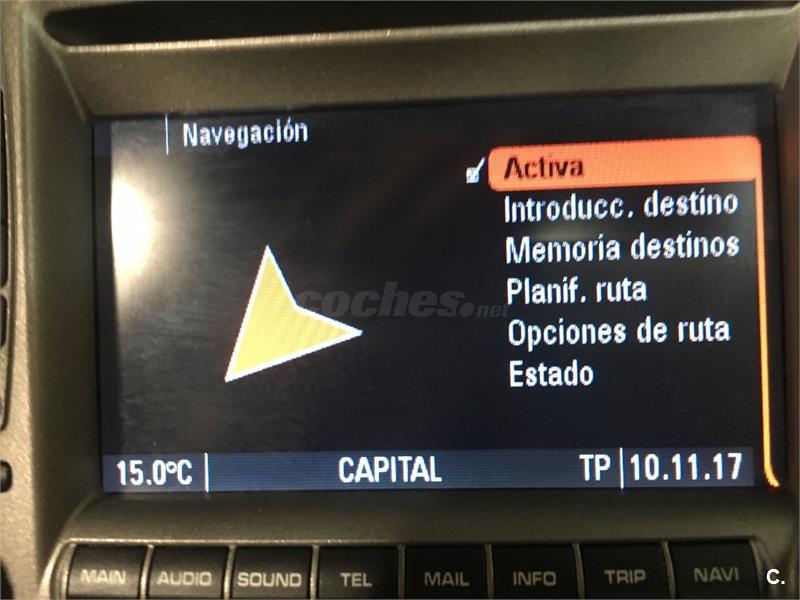 Navegación
Activa
Introducc. destino
Memoria destinos
Planif. ruta
Opciones de ruta
Estado
coches.net
15.0°C CAPITAL TP 10.11.17
MAIN AUDIO SOUND TEL MAIL INFO TRIP NAVI
C.